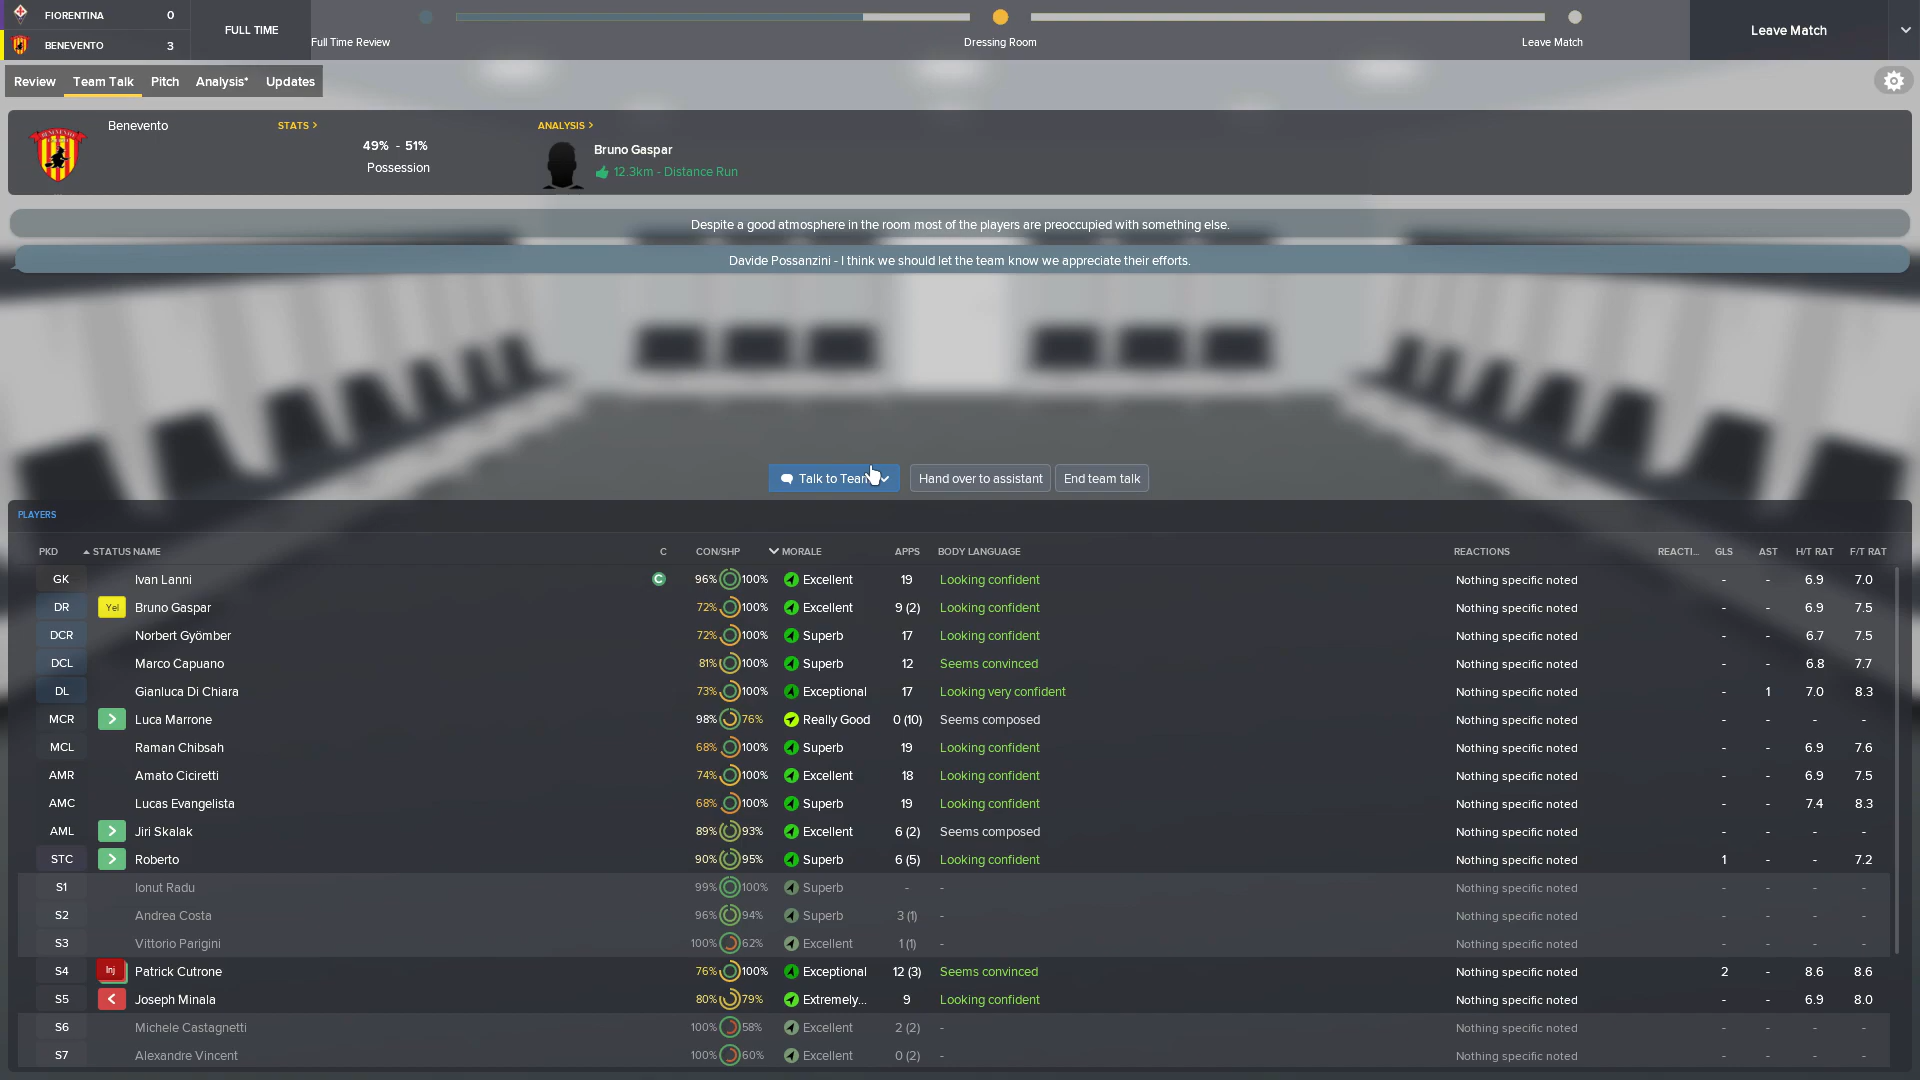 FIORENTINA 0
BENEVENTO 3
FULL TIME
Full Time Review
Dressing Room
Leave Match
Leave Match
Review Team Talk Pitch Analysis* Updates
Benevento
STATS >
49% - 51%
Possession
ANALYSIS >
Bruno Gaspar
12.3km - Distance Run
Despite a good atmosphere in the room most of the players are preoccupied with something else.
Davide Possanzini - I think we should let the team know we appreciate their efforts.
Talk to Team Hand over to assistant End team talk
PLAYERS
PKD STATUS NAME C CON/SHP MORALE APPS BODY LANGUAGE REACTIONS REACTI... GLS AST H/T RAT F/T RAT
GK Ivan Lanni C 96% 100% Excellent 19 Looking confident Nothing specific noted - - 6.9 7.0
DR Yel Bruno Gaspar 72% 100% Excellent 9 (2) Looking confident Nothing specific noted - - 6.9 7.5
DCR Norbert Gyömber 72% 100% Superb 17 Looking confident Nothing specific noted - - 6.7 7.5
DCL Marco Capuano 81% 100% Superb 12 Seems convinced Nothing specific noted - - 6.8 7.7
DL Gianluca Di Chiara 73% 100% Exceptional 17 Looking very confident Nothing specific noted - 1 7.0 8.3
MCR Luca Marrone 98% 76% Really Good 0 (10) Seems composed Nothing specific noted - - - -
MCL Raman Chibsah 68% 100% Superb 19 Looking confident Nothing specific noted - - 6.9 7.6
AMR Amato Ciciretti 74% 100% Excellent 18 Looking confident Nothing specific noted - - 6.9 7.5
AMC Lucas Evangelista 68% 100% Superb 19 Looking confident Nothing specific noted - - 7.4 8.3
AML Jiri Skalak 89% 93% Excellent 6 (2) Seems composed Nothing specific noted - - - -
STC Roberto 90% 95% Superb 6 (5) Looking confident Nothing specific noted 1 - - 7.2
S1 Ionut Radu 99% 100% Superb - - Nothing specific noted - - - -
S2 Andrea Costa 96% 94% Superb 3 (1) - Nothing specific noted - - - -
S3 Vittorio Parigini 100% 62% Excellent 1 (1) - Nothing specific noted - - - -
S4 Inj Patrick Cutrone 76% 100% Exceptional 12 (3) Seems convinced Nothing specific noted 2 - 8.6 8.6
S5 Joseph Minala 80% 79% Extremely... 9 Looking confident Nothing specific noted - - 6.9 8.0
S6 Michele Castagnetti 100% 58% Excellent 2 (2) - Nothing specific noted - - - -
S7 Alexandre Vincent 100% 60% Excellent 0 (2) - Nothing specific noted - - - -